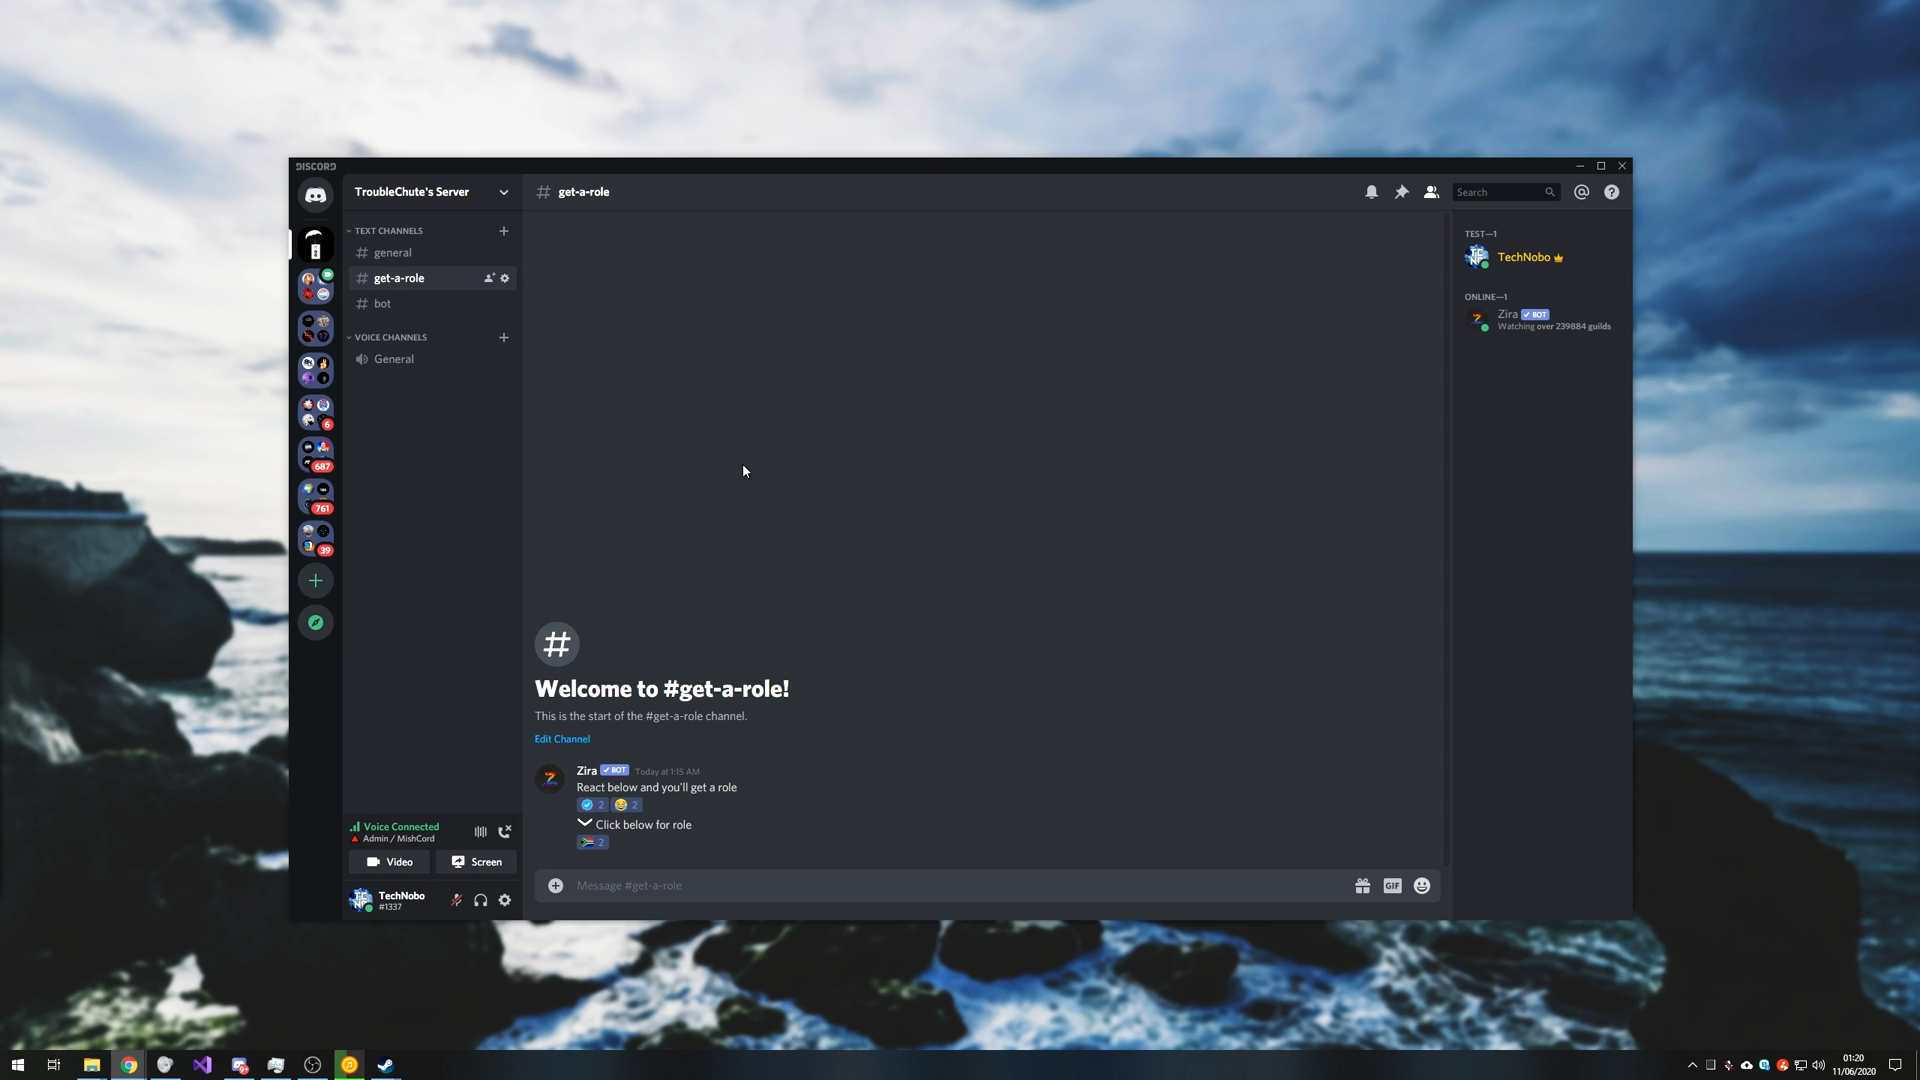 DISCORD
TroubleChute's Server
get-a-role
Search
TEXT CHANNELS
general
get-a-role
bot
VOICE CHANNELS
General
6
687
761
39
TEST—1
TechNobo
ONLINE—1
Zira BOT
Watching over 239884 guilds
Welcome to #get-a-role!
This is the start of the #get-a-role channel.
Edit Channel
Zira BOT Today at 1:15 AM
React below and you'll get a role
2 2
Click below for role
2
Message #get-a-role
GIF
Voice Connected
Admin / MishCord
Video
Screen
TechNobo
#1337
01:20
11/06/2020